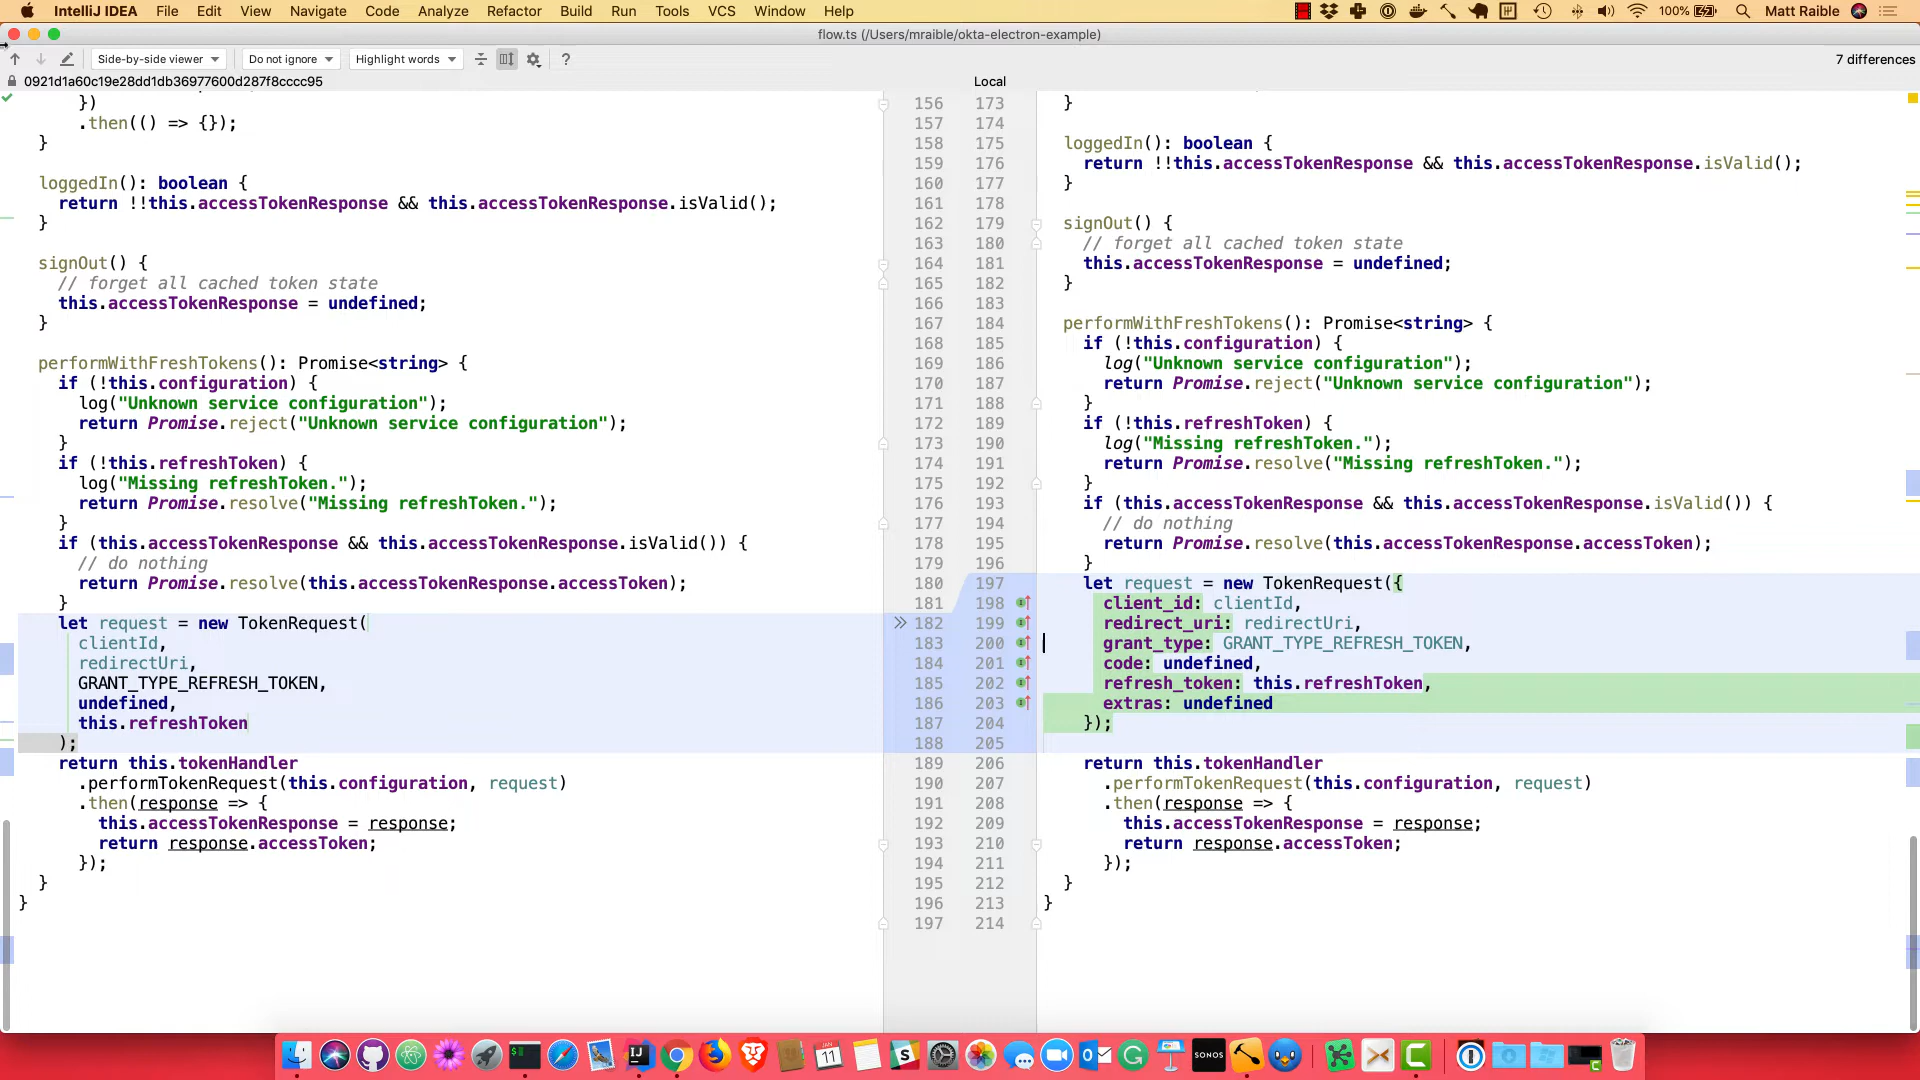 IntelliJ IDEA File Edit View Navigate Code Analyze Refactor Build Run Tools VCS Window Help 100% Matt Raible
flow.ts (/Users/mraible/okta-electron-example)
Side-by-side viewer Do not ignore Highlight words ? 7 differences
0921d1a60c19e28dd1db36977600d287f8cccc95 Local
}) 156 173 }
.then(() => {}); 157 174
} 158 175 loggedIn(): boolean {
159 176 return !!this.accessTokenResponse && this.accessTokenResponse.isValid();
loggedIn(): boolean { 160 177 }
return !!this.accessTokenResponse && this.accessTokenResponse.isValid(); 161 178
} 162 179 signOut() {
163 180 // forget all cached token state
signOut() { 164 181 this.accessTokenResponse = undefined;
// forget all cached token state 165 182 }
this.accessTokenResponse = undefined; 166 183
} 167 184 performWithFreshTokens(): Promise<string> {
168 185 if (!this.configuration) {
performWithFreshTokens(): Promise<string> { 169 186 log("Unknown service configuration");
if (!this.configuration) { 170 187 return Promise.reject("Unknown service configuration");
log("Unknown service configuration"); 171 188 }
return Promise.reject("Unknown service configuration"); 172 189 if (!this.refreshToken) {
} 173 190 log("Missing refreshToken.");
if (!this.refreshToken) { 174 191 return Promise.resolve("Missing refreshToken.");
log("Missing refreshToken."); 175 192 }
return Promise.resolve("Missing refreshToken."); 176 193 if (this.accessTokenResponse && this.accessTokenResponse.isValid()) {
} 177 194 // do nothing
if (this.accessTokenResponse && this.accessTokenResponse.isValid()) { 178 195 return Promise.resolve(this.accessTokenResponse.accessToken);
// do nothing 179 196 }
return Promise.resolve(this.accessTokenResponse.accessToken); 180 197 let request = new TokenRequest({
} 181 198 client_id: clientId,
let request = new TokenRequest( 182 199 redirect_uri: redirectUri,
clientId, 183 200 grant_type: GRANT_TYPE_REFRESH_TOKEN,
redirectUri, 184 201 code: undefined,
GRANT_TYPE_REFRESH_TOKEN, 185 202 refresh_token: this.refreshToken,
undefined, 186 203 extras: undefined
this.refreshToken 187 204 });
); 188 205
return this.tokenHandler 189 206 return this.tokenHandler
.performTokenRequest(this.configuration, request) 190 207 .performTokenRequest(this.configuration, request)
.then(response => { 191 208 .then(response => {
this.accessTokenResponse = response; 192 209 this.accessTokenResponse = response;
return response.accessToken; 193 210 return response.accessToken;
}); 194 211 });
} 195 212 }
} 196 213 }
197 214
JAN
11
SONOS